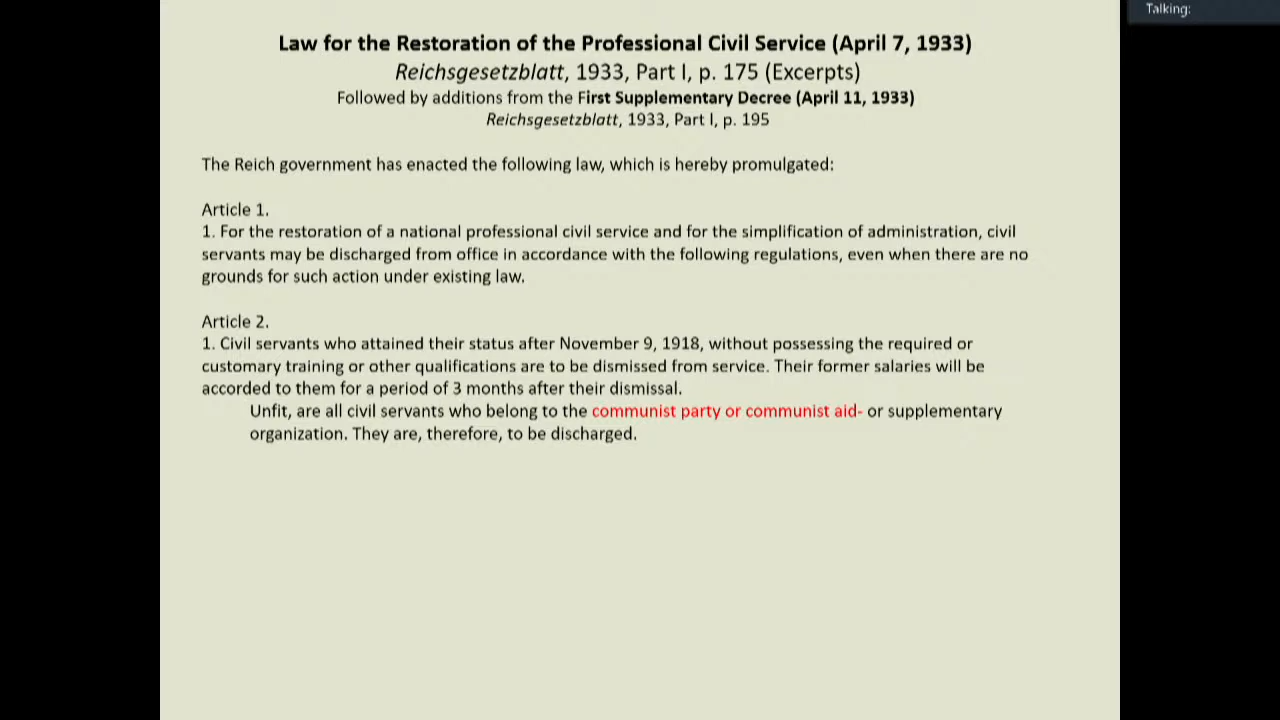 Talking:
Law for the Restoration of the Professional Civil Service (April 7, 1933)
Reichsgesetzblatt, 1933, Part I, p. 175 (Excerpts)
Followed by additions from the First Supplementary Decree (April 11, 1933)
Reichsgesetzblatt, 1933, Part I, p. 195
The Reich government has enacted the following law, which is hereby promulgated:
Article 1.
1. For the restoration of a national professional civil service and for the simplification of administration, civil
servants may be discharged from office in accordance with the following regulations, even when there are no
grounds for such action under existing law.
Article 2.
1. Civil servants who attained their status after November 9, 1918, without possessing the required or
customary training or other qualifications are to be dismissed from service. Their former salaries will be
accorded to them for a period of 3 months after their dismissal.
Unfit, are all civil servants who belong to the communist party or communist aid- or supplementary
organization. They are, therefore, to be discharged.